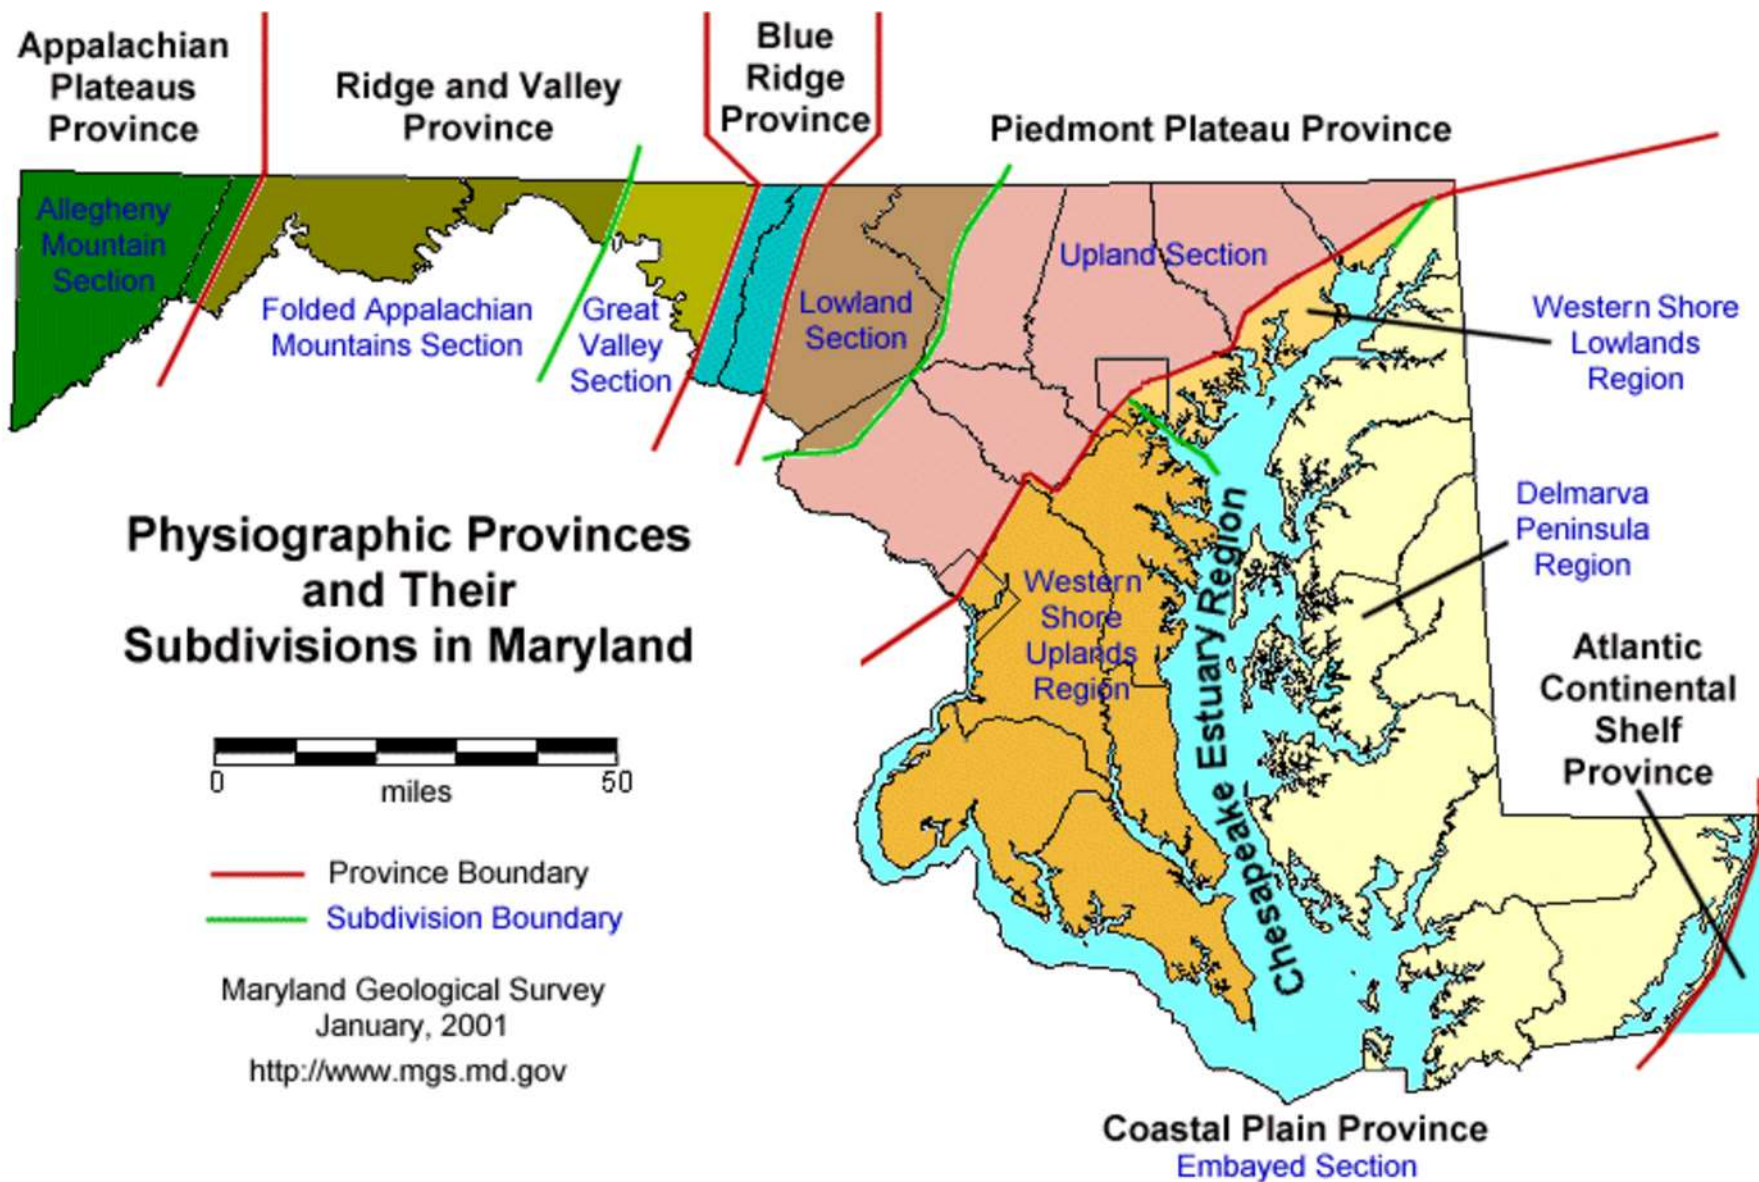 Appalachian
Plateaus
Province
Ridge and Valley
Province
Blue
Ridge
Province
Piedmont Plateau Province
Allegheny
Mountain
Section
Folded Appalachian
Mountains Section
Great
Valley
Section
Lowland
Section
Upland Section
Western Shore
Lowlands
Region
Delmarva
Peninsula
Region
Western
Shore
Uplands
Region
Chesapeake Estuary Region
Atlantic
Continental
Shelf
Province
Physiographic Provinces
and Their
Subdivisions in Maryland
0 50
miles
Province Boundary
Subdivision Boundary
Maryland Geological Survey
January, 2001
http://www.mgs.md.gov
Coastal Plain Province
Embayed Section